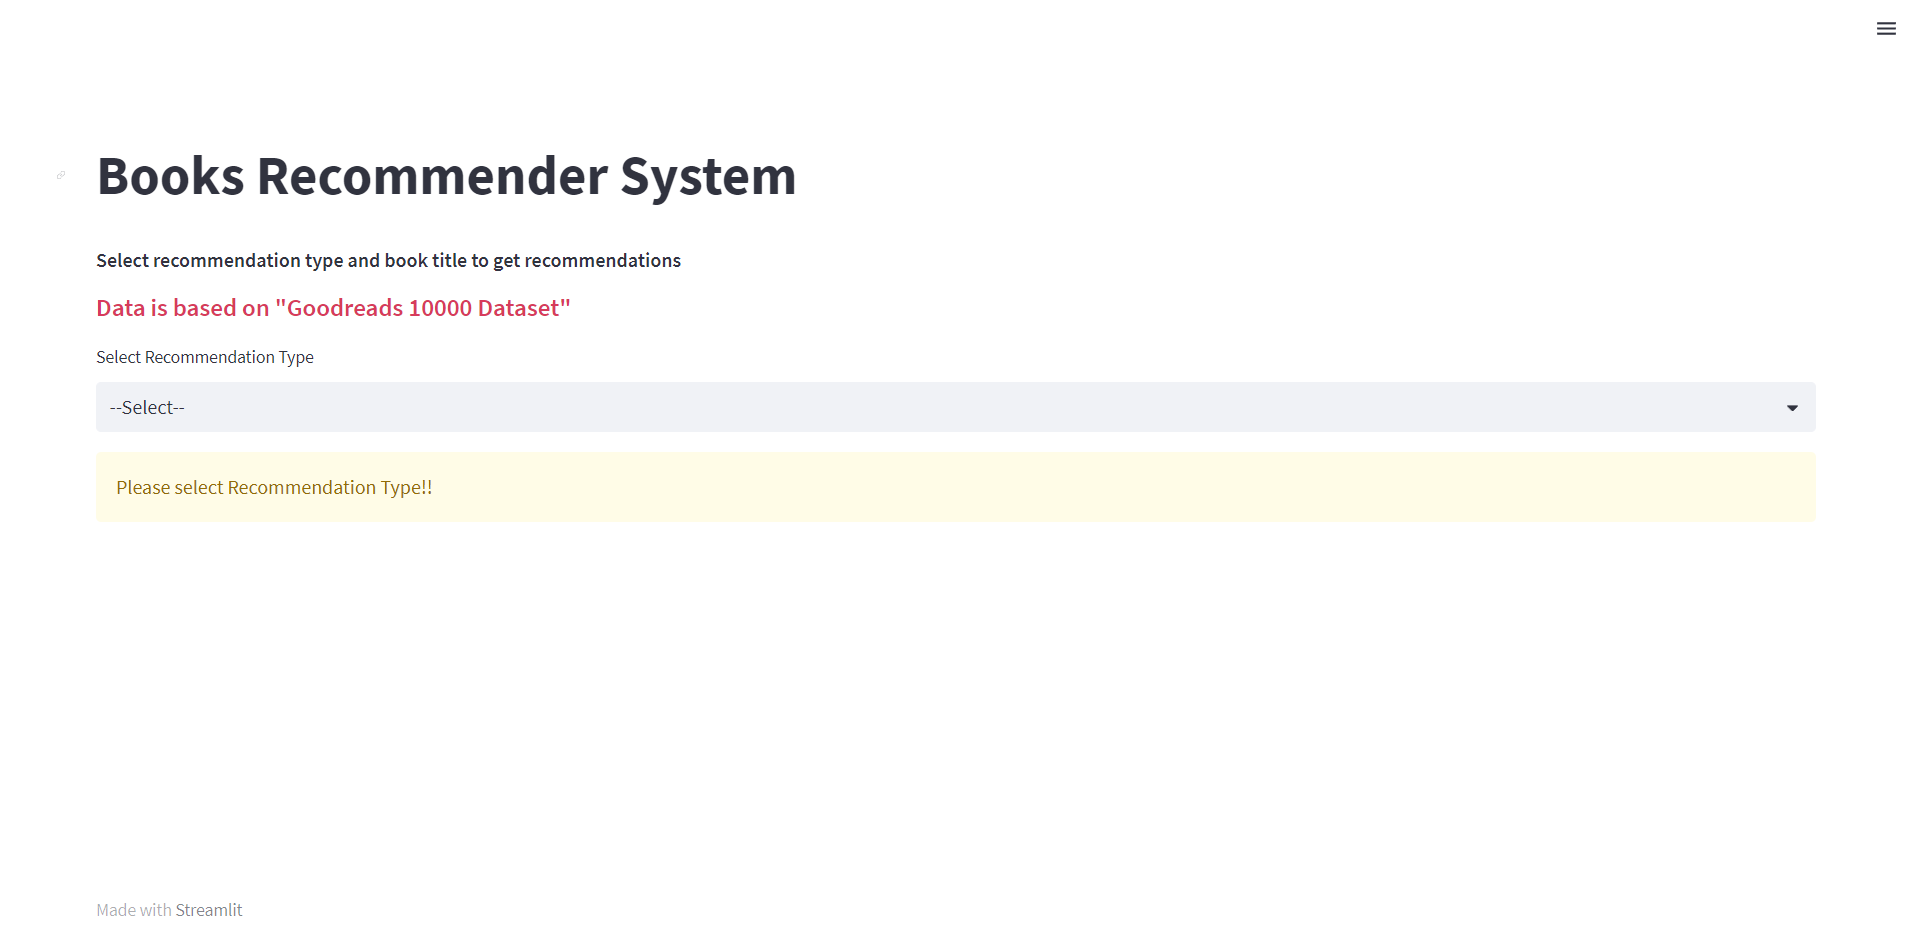 Books Recommender System
Select recommendation type and book title to get recommendations
Data is based on "Goodreads 10000 Dataset"
Select Recommendation Type
--Select--
Please select Recommendation Type!!
Made with Streamlit